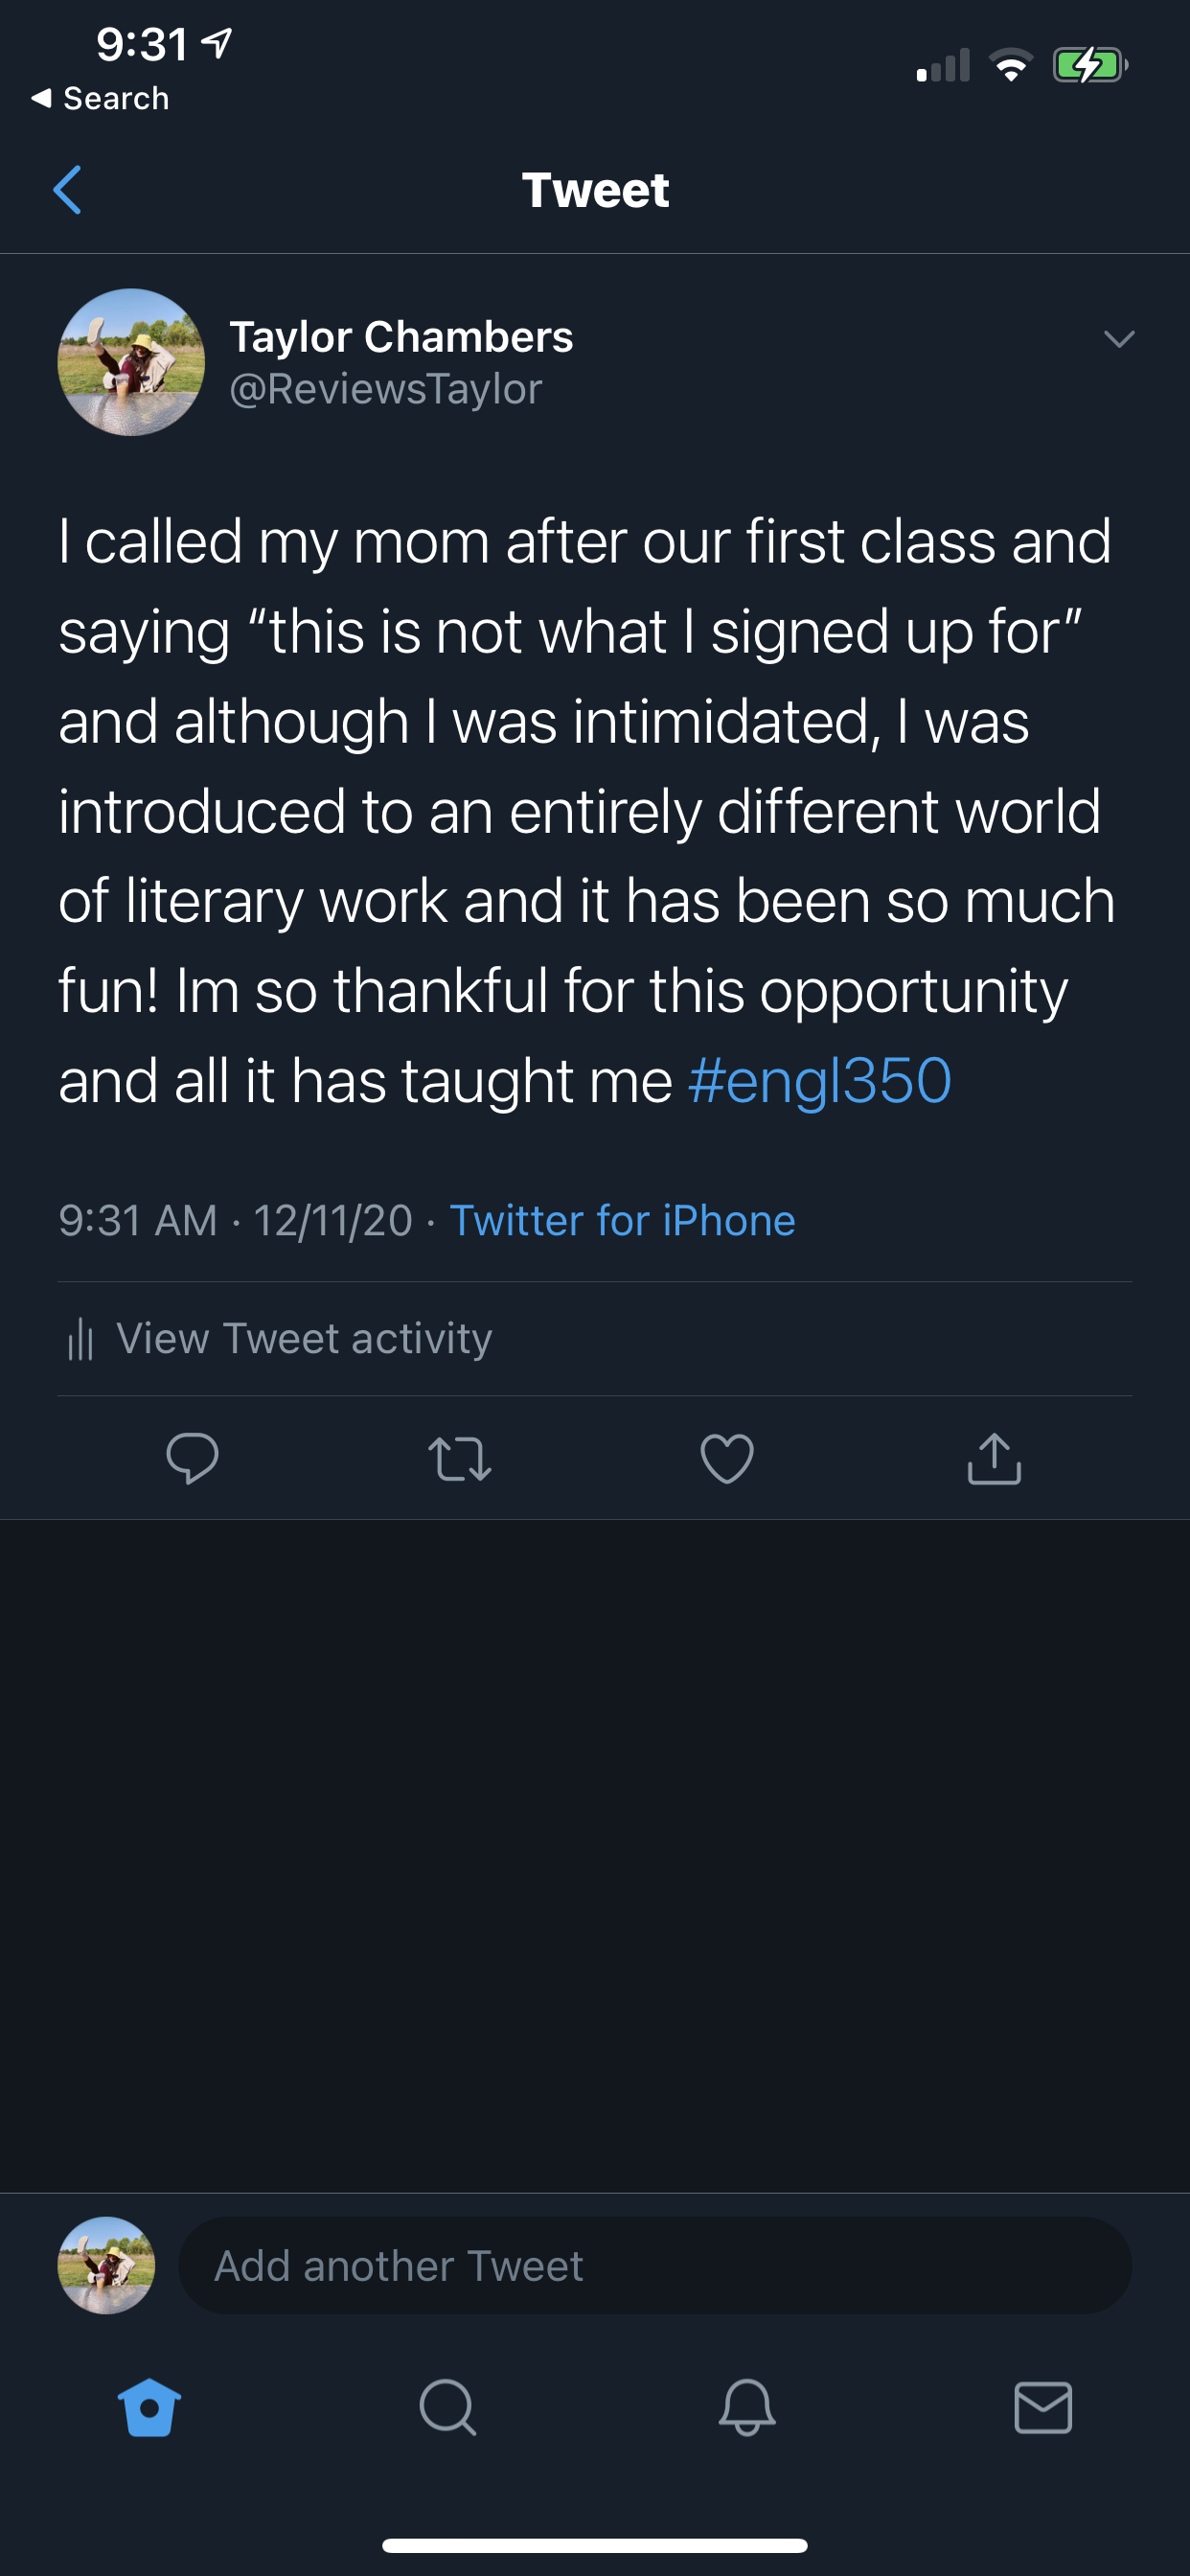 9:31
◀ Search
Tweet
Taylor Chambers
@ReviewsTaylor
I called my mom after our first class and
saying “this is not what I signed up for”
and although I was intimidated, I was
introduced to an entirely different world
of literary work and it has been so much
fun! Im so thankful for this opportunity
and all it has taught me #engl350
9:31 AM · 12/11/20 · Twitter for iPhone
View Tweet activity
Add another Tweet